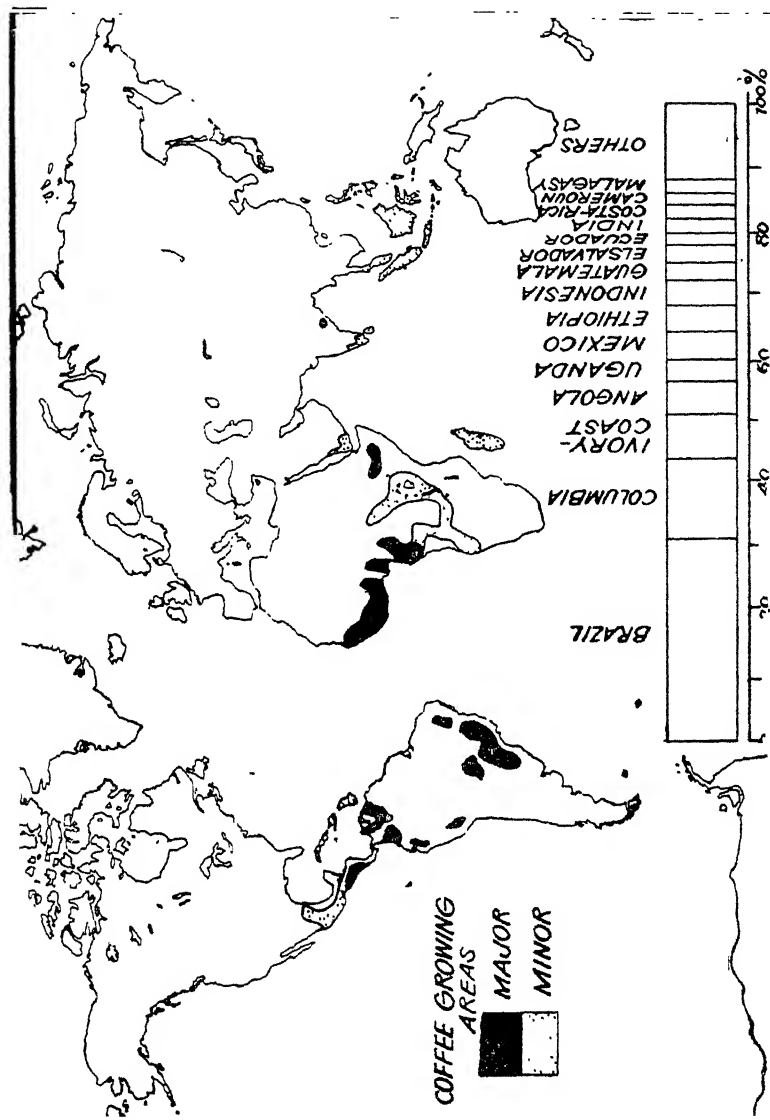 COFFEE GROWING
AREAS
MAJOR
MINOR
BRAZIL
COLUMBIA
IVORY-
COAST
ANGOLA
UGANDA
MEXICO
ETHIOPIA
INDONESIA
GUATEMALA
ELSALVADOR
ECUADOR
INDIA
COSTA-RICA
CAMEROUN
MALAGASY
OTHERS
20
40
60
80
100%
%